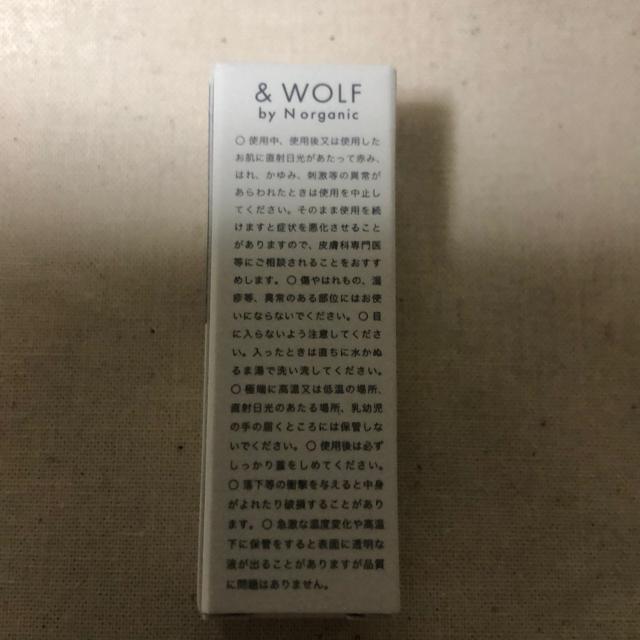 & WOLF
by N organic
○ 使用中、使用後又は使用した
お肌に直射日光があたって赤み、
はれ、かゆみ、刺激等の異常が
あらわれたときは使用を中止し
てください。そのまま使用を続
けますと症状を悪化させること
がありますので、皮膚科専門医
等にご相談されることをおすす
めします。○ 傷やはれもの、湿
疹等、異常のある部位にはお使
いにならないでください。○ 目
に入らないよう注意してくださ
い。入ったときは直ちに水かぬ
るま湯で洗い流してください。
○ 極端に高温又は低温の場所、
直射日光のあたる場所、乳幼児
の手の届くところには保管しな
いでください。○ 使用後は必ず
しっかり蓋をしめてください。
○ 落下等の衝撃を与えると中身
がよれたり破損することがあり
ます。○ 急激な温度変化や高温
下に保管をすると表面に透明な
液が出ることがありますが品質
に問題はありません。